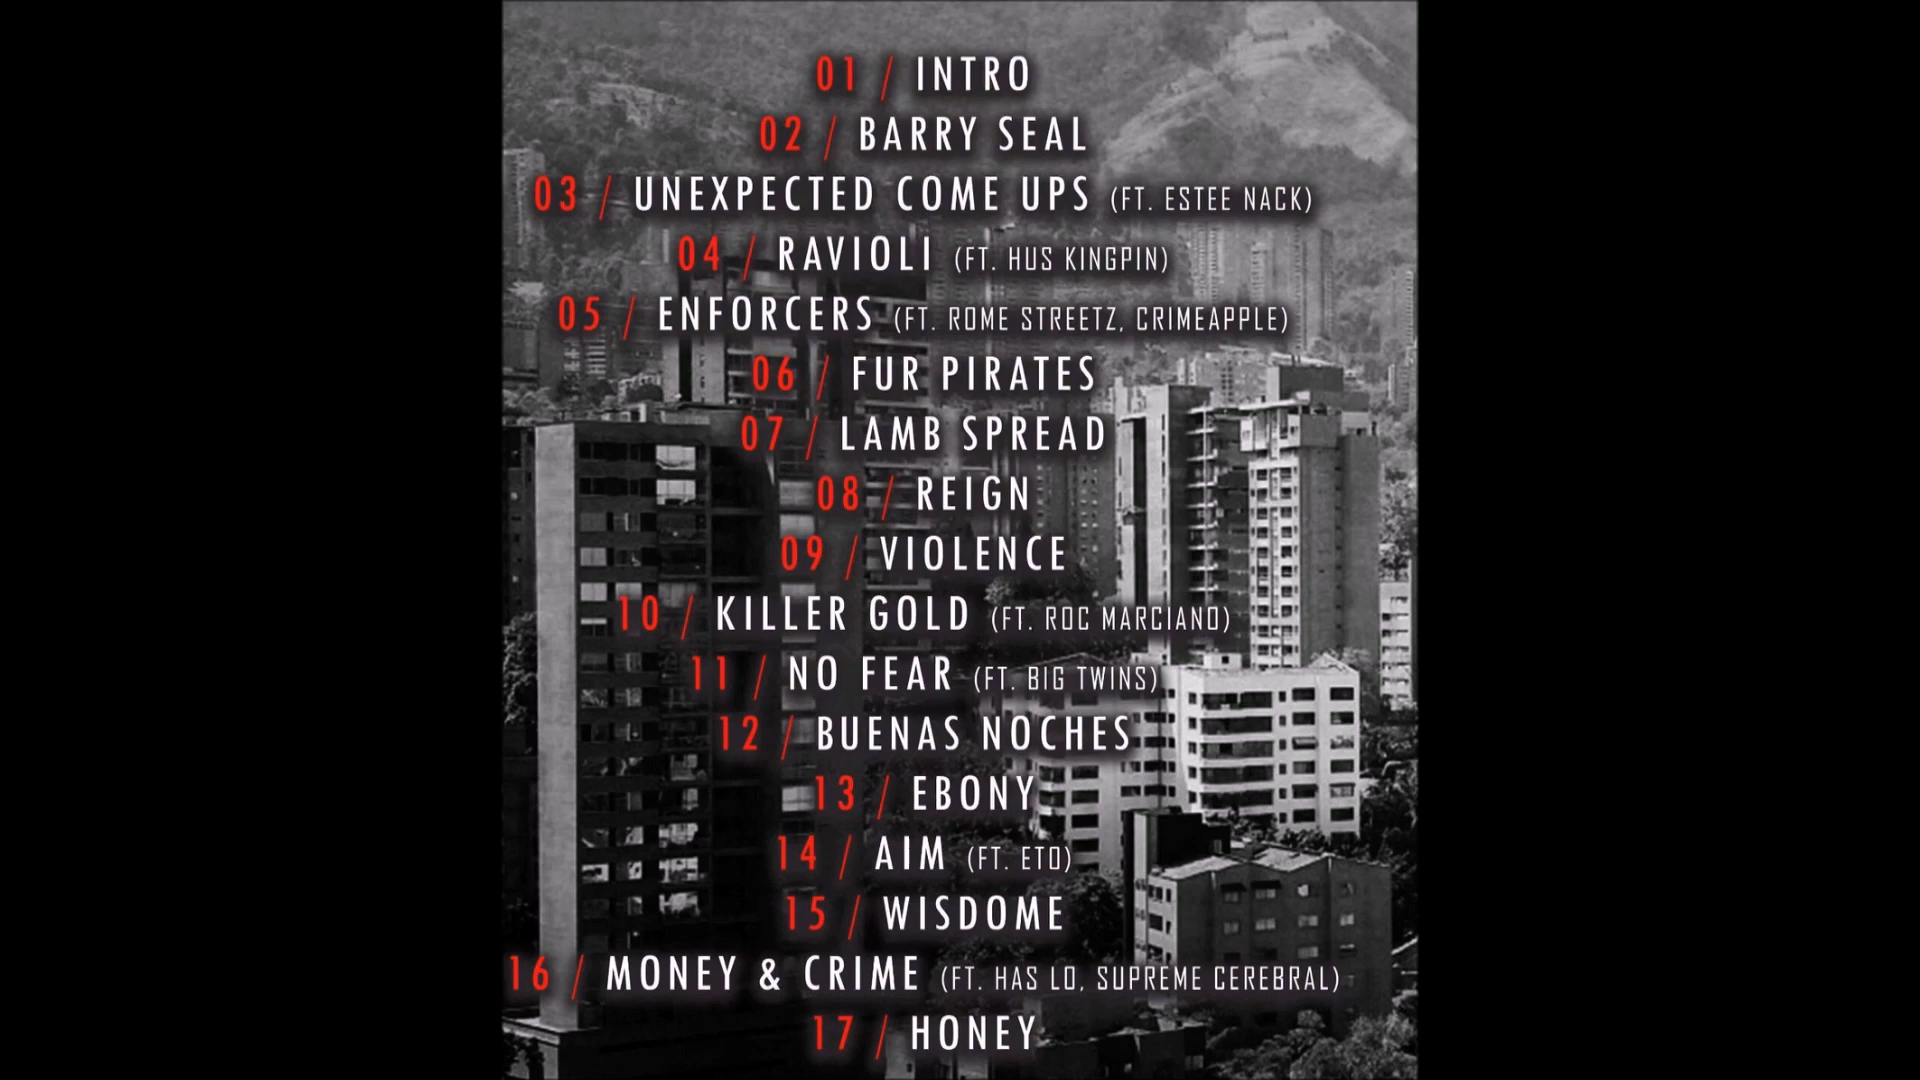 01 / INTRO
02 / BARRY SEAL
03 / UNEXPECTED COME UPS (FT. ESTEE NACK)
04 / RAVIOLI (FT. HUS KINGPIN)
05 / ENFORCERS (FT. ROME STREETZ, CRIMEAPPLE)
06 / FUR PIRATES
07 / LAMB SPREAD
08 / REIGN
09 / VIOLENCE
10 / KILLER GOLD (FT. ROC MARCIANO)
11 / NO FEAR (FT. BIG TWINS)
12 / BUENAS NOCHES
13 / EBONY
14 / AIM (FT. ETO)
15 / WISDOME
16 / MONEY & CRIME (FT. HAS LO, SUPREME CEREBRAL)
17 / HONEY